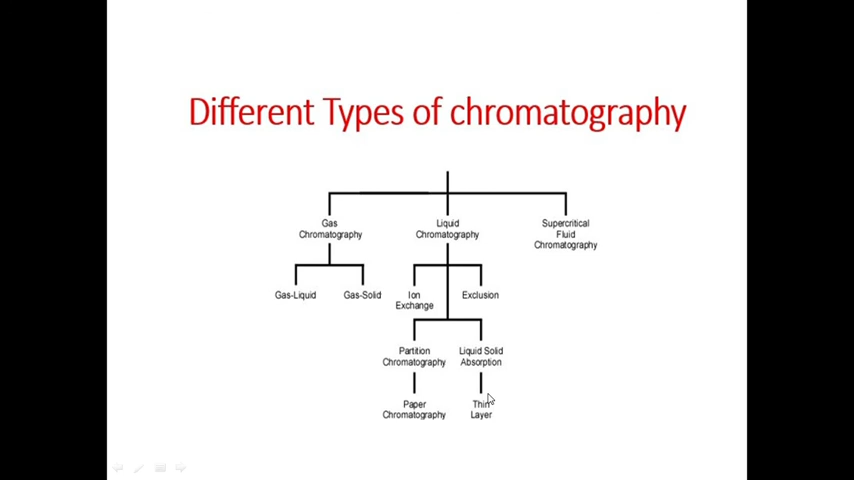 Different Types of chromatography
Gas
Chromatography
Liquid
Chromatography
Supercritical
Fluid
Chromatography
Gas-Liquid
Gas-Solid
Ion
Exchange
Exclusion
Partition
Chromatography
Liquid Solid
Absorption
Paper
Chromatography
Thin
Layer